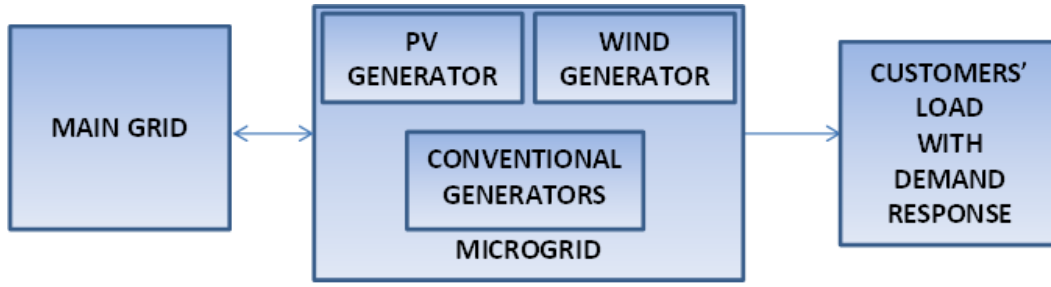 MAIN GRID
PV
GENERATOR
WIND
GENERATOR
CONVENTIONAL
GENERATORS
MICROGRID
CUSTOMERS’
LOAD
WITH
DEMAND
RESPONSE